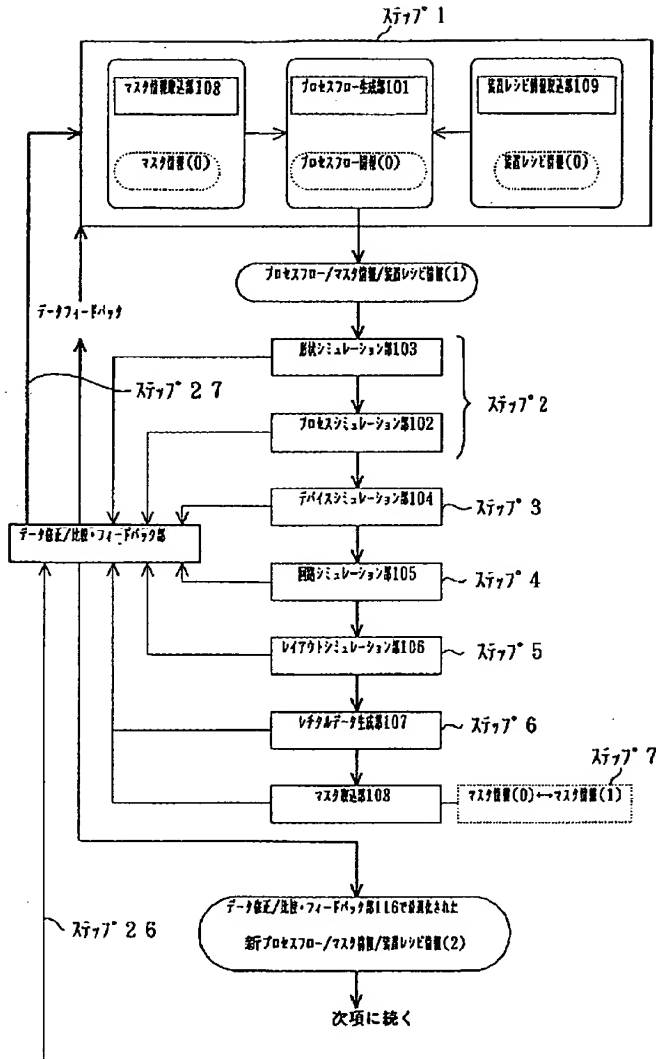 ステップ 1
マスク情報取込部108
プロセスフロー生成部101
装置レシピ情報取込部109
マスク情報(0)
プロセスフロー情報(0)
装置レシピ情報(0)
プロセスフロー/マスク情報/装置レシピ情報(1)
データフィードバック
形状シミュレーション部103
ステップ 27
ステップ 2
プロセスシミュレーション部102
デバイスシミュレーション部104
ステップ 3
データ修正/比較・フィードバック部
回路シミュレーション部105
ステップ 4
レイアウトシミュレーション部106
ステップ 5
レチクルデータ生成部107
ステップ 6
ステップ 7
マスク取込部108
マスク情報(0)↔マスク情報(1)
データ修正/比較・フィードバック部116で最適化された
新プロセスフロー/マスク情報/装置レシピ情報(2)
ステップ 26
次項に続く